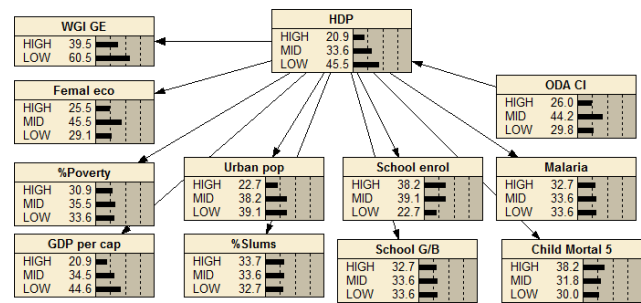 WGI GE
HIGH 39.5
LOW 60.5
HDP
HIGH 20.9
MID 33.6
LOW 45.5
Femal eco
HIGH 25.5
MID 45.5
LOW 29.1
ODA CI
HIGH 26.0
MID 44.2
LOW 29.8
%Poverty
HIGH 30.9
MID 35.5
LOW 33.6
Urban pop
HIGH 22.7
MID 38.2
LOW 39.1
School enrol
HIGH 38.2
MID 39.1
LOW 22.7
Malaria
HIGH 32.7
MID 33.6
LOW 33.6
GDP per cap
HIGH 20.9
MID 34.5
LOW 44.6
%Slums
HIGH 33.7
MID 33.6
LOW 32.7
School G/B
HIGH 32.7
MID 33.6
LOW 33.6
Child Mortal 5
HIGH 38.2
MID 31.8
LOW 30.0